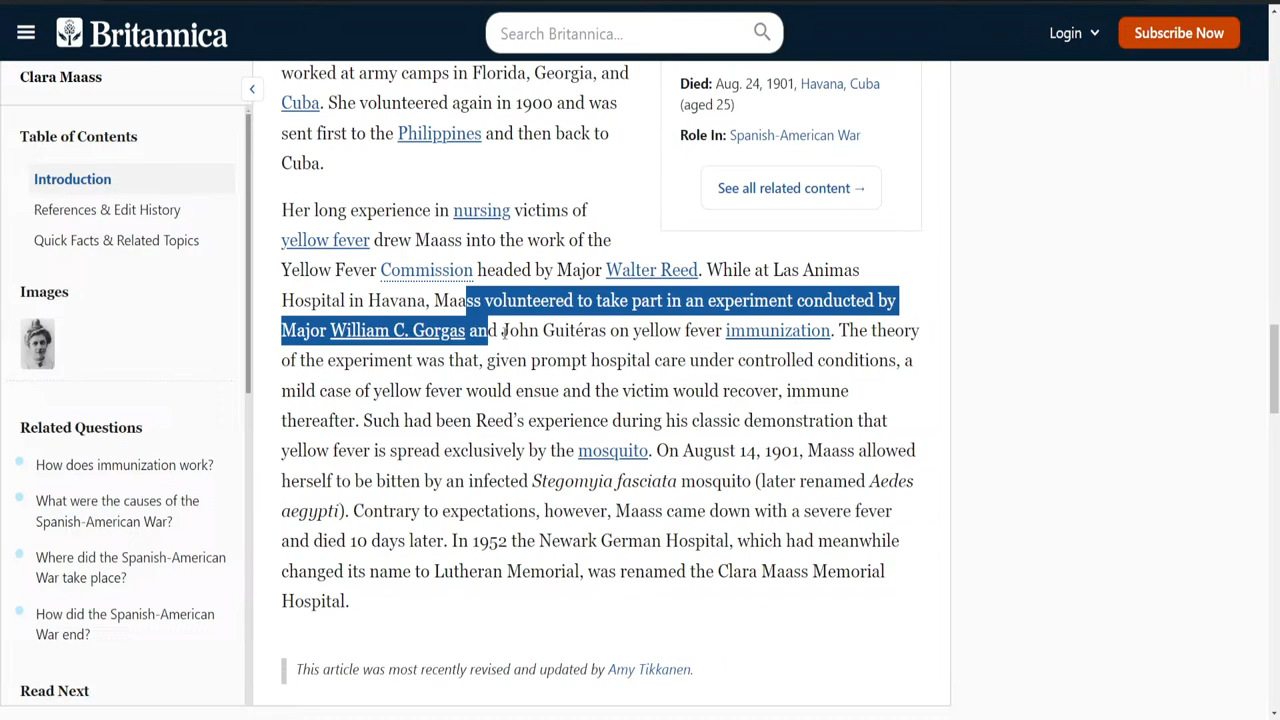 Britannica
Search Britannica...
Login
Subscribe Now
Clara Maass
Table of Contents
Introduction
References & Edit History
Quick Facts & Related Topics
Images
Related Questions
How does immunization work?
What were the causes of the
Spanish-American War?
Where did the Spanish-American
War take place?
How did the Spanish-American
War end?
Read Next
worked at army camps in Florida, Georgia, and
Cuba. She volunteered again in 1900 and was
sent first to the Philippines and then back to
Cuba.
Her long experience in nursing victims of
yellow fever drew Maass into the work of the
Yellow Fever Commission headed by Major Walter Reed. While at Las Animas
Hospital in Havana, Maass volunteered to take part in an experiment conducted by
Major William C. Gorgas and John Guitéras on yellow fever immunization. The theory
of the experiment was that, given prompt hospital care under controlled conditions, a
mild case of yellow fever would ensue and the victim would recover, immune
thereafter. Such had been Reed’s experience during his classic demonstration that
yellow fever is spread exclusively by the mosquito. On August 14, 1901, Maass allowed
herself to be bitten by an infected Stegomyia fasciata mosquito (later renamed Aedes
aegypti). Contrary to expectations, however, Maass came down with a severe fever
and died 10 days later. In 1952 the Newark German Hospital, which had meanwhile
changed its name to Lutheran Memorial, was renamed the Clara Maass Memorial
Hospital.
This article was most recently revised and updated by Amy Tikkanen.
Died: Aug. 24, 1901, Havana, Cuba
(aged 25)
Role In: Spanish-American War
See all related content →